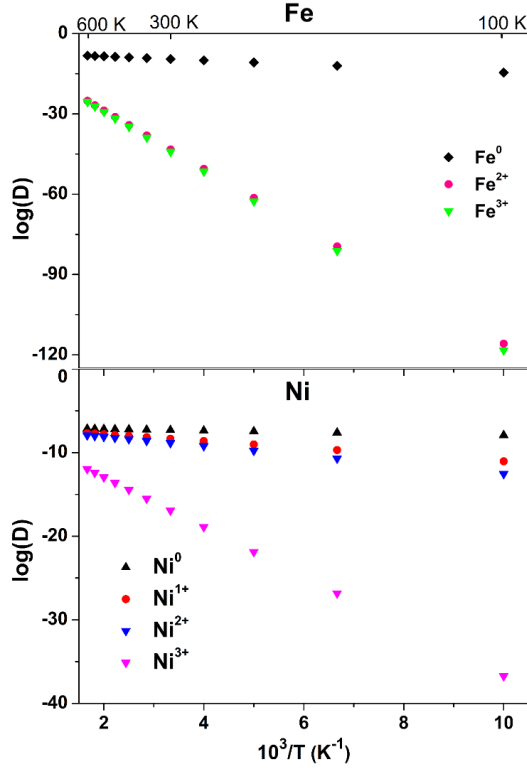 Fe
600 K 300 K 100 K
0
-30
-60
-90
-120
log(D)
Fe⁰
Fe²⁺
Fe³⁺
Ni
0
-10
-20
-30
-40
log(D)
Ni⁰
Ni¹⁺
Ni²⁺
Ni³⁺
2 4 6 8 10
10³/T (K⁻¹)